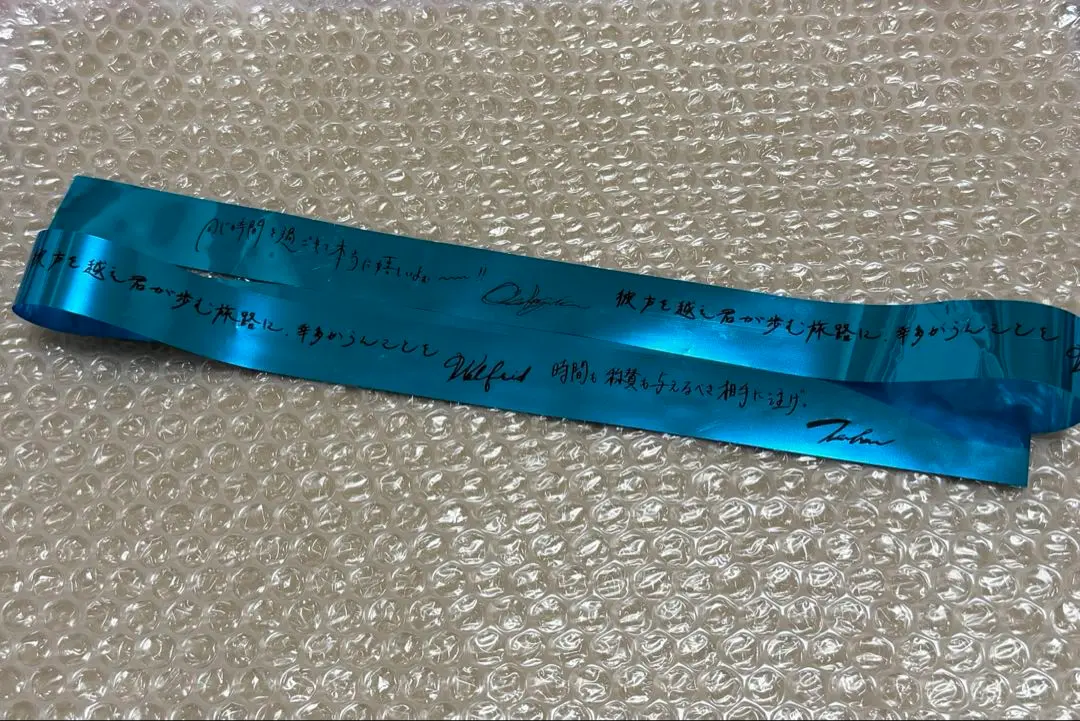 同じ時間を過ごせて本当に嬉しいよ〜〜!!
彼方を越え君が歩む旅路に、幸多からんことを
彼方を越え君が歩む旅路に、幸多からんことを Wilfred
時間も称賛も与えるべき相手に注げ。